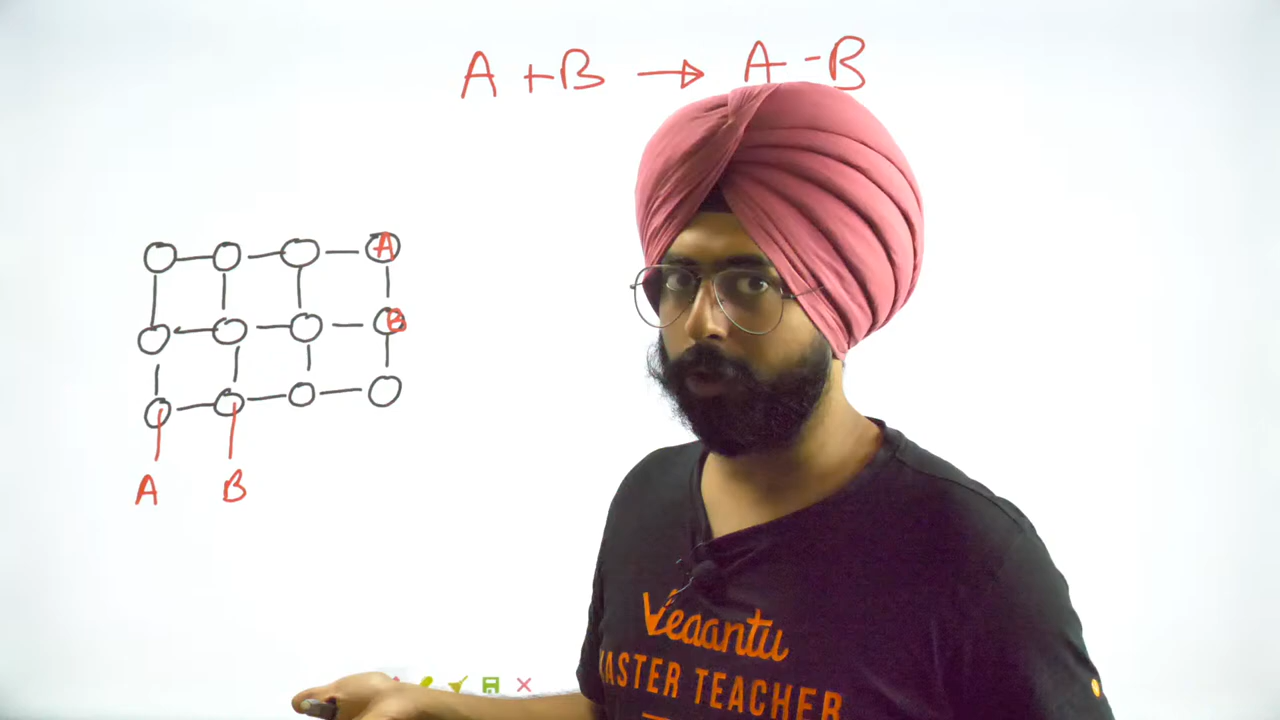 A + B → A - B
A
B
A B
Vedantu
MASTER TEACHER